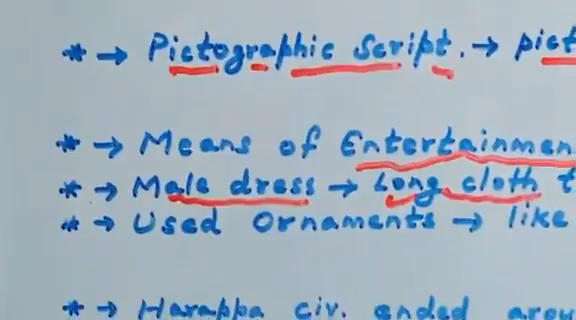 * → Pictographic Script. → pict
* → Means of Entertainmen
* → Male dress → Long cloth t
* → Used Ornaments → like
* → Harappa civ. ended arou